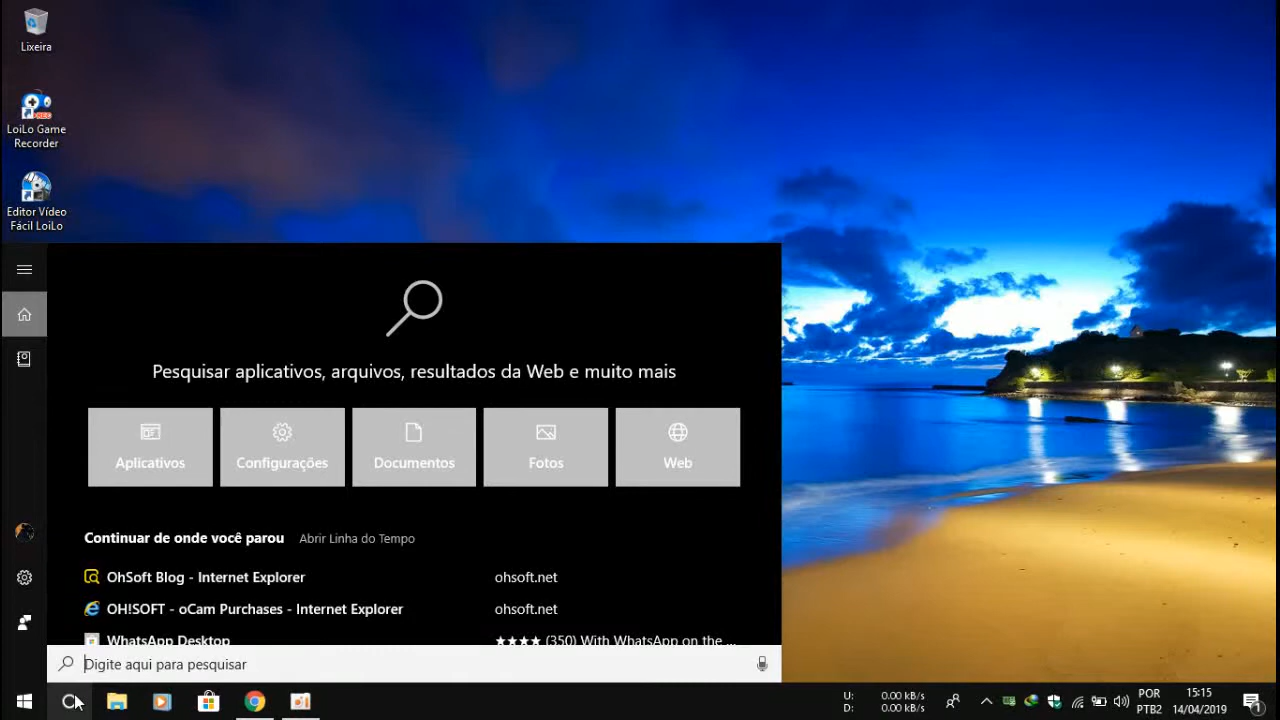 Lixeira
LoiLo Game
Recorder
Editor Vídeo
Fácil LoiLo
Pesquisar aplicativos, arquivos, resultados da Web e muito mais
Aplicativos
Configurações
Documentos
Fotos
Web
Continuar de onde você parou Abrir Linha do Tempo
OhSoft Blog - Internet Explorer ohsoft.net
OH!SOFT - oCam Purchases - Internet Explorer ohsoft.net
WhatsApp Desktop ★★★★ (350) With WhatsApp on the ...
Digite aqui para pesquisar
U: 0.00 kB/s
D: 0.00 kB/s
POR
PTB2
15:15
14/04/2019
1